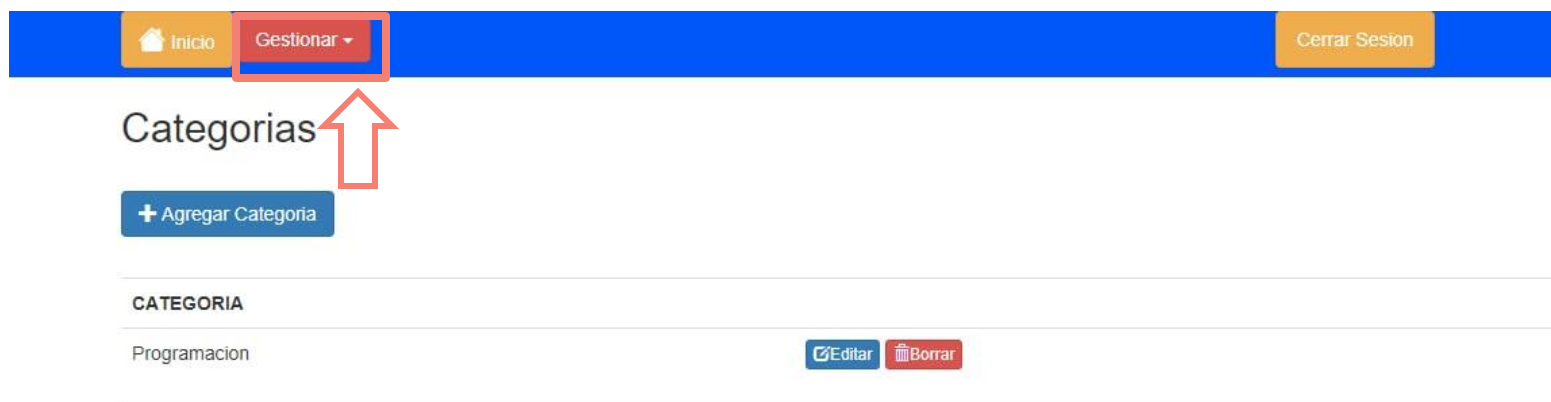 Inicio Gestionar Cerrar Sesion
Categorias
Agregar Categoria
CATEGORIA
Programacion Editar Borrar